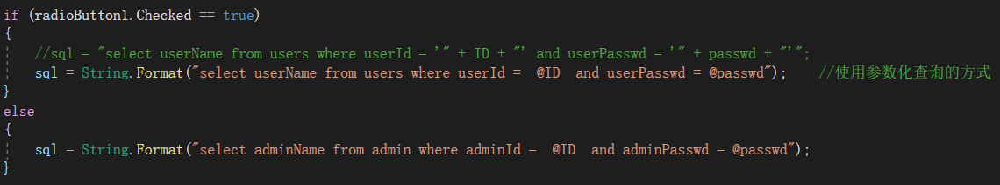 if (radioButton1.Checked == true)
{
//sql = "select userName from users where userId = '" + ID + "' and userPasswd = '" + passwd + "'";
sql = String.Format("select userName from users where userId =  @ID  and userPasswd = @passwd");    //使用参数化查询的方式
}
else
{
sql = String.Format("select adminName from admin where adminId =  @ID  and adminPasswd = @passwd");
}